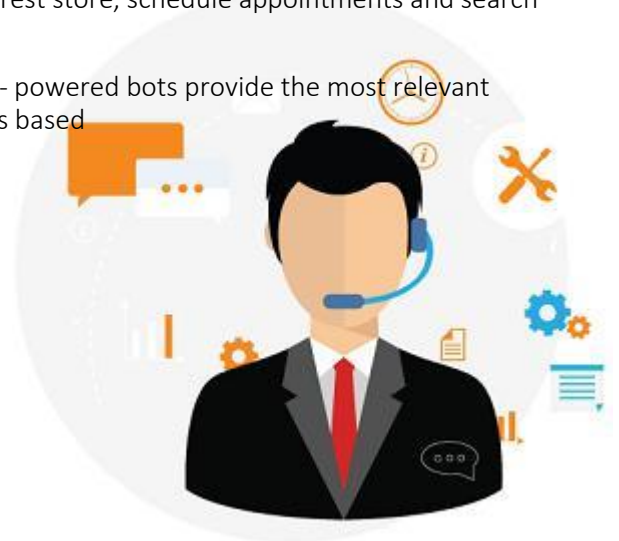 rest store, schedule appointments and search
- powered bots provide the most relevant
s based